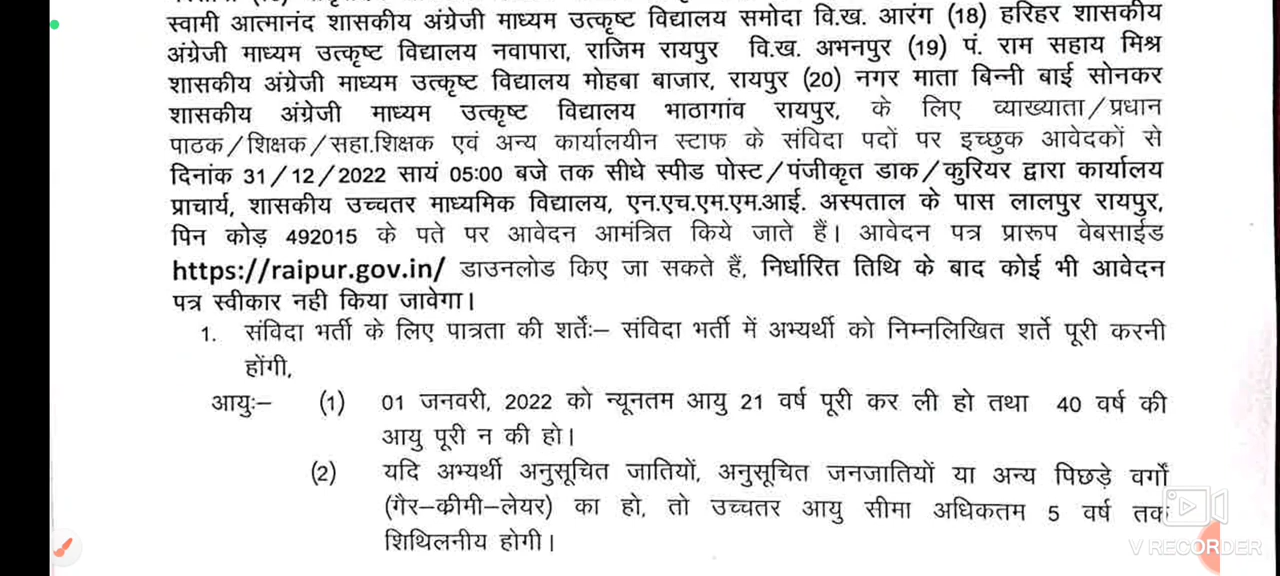 स्वामी आत्मानंद शासकीय अंग्रेजी माध्यम उत्कृष्ट विद्यालय समोदा वि.ख. आरंग (18) हरिहर शासकीय
अंग्रेजी माध्यम उत्कृष्ट विद्यालय नवापारा, राजिम रायपुर वि.ख. अभनपुर (19) पं. राम सहाय मिश्र
शासकीय अंग्रेजी माध्यम उत्कृष्ट विद्यालय मोहबा बाजार, रायपुर (20) नगर माता बिन्नी बाई सोनकर
शासकीय अंग्रेजी माध्यम उत्कृष्ट विद्यालय भाठागांव रायपुर, के लिए व्याख्याता/प्रधान
पाठक/शिक्षक/सहा.शिक्षक एवं अन्य कार्यालयीन स्टाफ के संविदा पदों पर इच्छुक आवेदकों से
दिनांक 31/12/2022 सायं 05:00 बजे तक सीधे स्पीड पोस्ट/पंजीकृत डाक/कुरियर द्वारा कार्यालय
प्राचार्य, शासकीय उच्चतर माध्यमिक विद्यालय, एन.एच.एम.एम.आई. अस्पताल के पास लालपुर रायपुर,
पिन कोड़ 492015 के पते पर आवेदन आमंत्रित किये जाते हैं। आवेदन पत्र प्रारूप वेबसाईड
https://raipur.gov.in/ डाउनलोड किए जा सकते हैं, निर्धारित तिथि के बाद कोई भी आवेदन
पत्र स्वीकार नही किया जावेगा।
1. संविदा भर्ती के लिए पात्रता की शर्तेः– संविदा भर्ती में अभ्यर्थी को निम्नलिखित शर्ते पूरी करनी
होंगी,
आयुः– (1) 01 जनवरी, 2022 को न्यूनतम आयु 21 वर्ष पूरी कर ली हो तथा 40 वर्ष की
आयु पूरी न की हो।
(2) यदि अभ्यर्थी अनुसूचित जातियों, अनुसूचित जनजातियों या अन्य पिछड़े वर्गों
(गैर–क्रीमी–लेयर) का हो, तो उच्चतर आयु सीमा अधिकतम 5 वर्ष तक
शिथिलनीय होगी।
V RECORDER